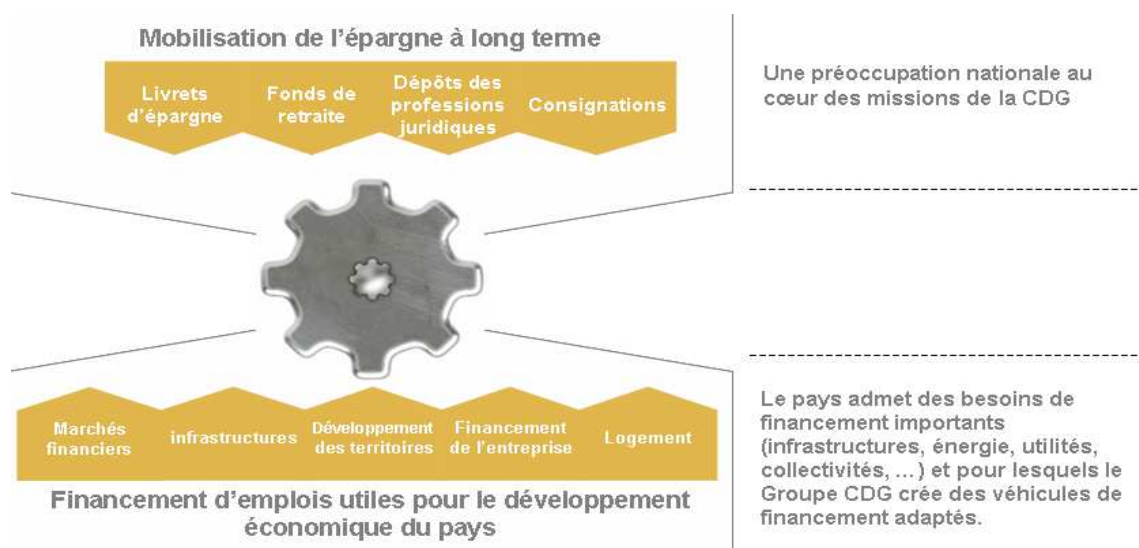 Mobilisation de l'épargne à long terme
Livrets
d'épargne
Fonds de
retraite
Dépôts des
professions
juridiques
Consignations
Une préoccupation nationale au
cœur des missions de la CDG
Marchés
financiers
infrastructures
Développement
des territoires
Financement
de l'entreprise
Logement
Financement d'emplois utiles pour le développement
économique du pays
Le pays admet des besoins de
financement importants
(infrastructures, énergie, utilités,
collectivités, ...) et pour lesquels le
Groupe CDG crée des véhicules de
financement adaptés.